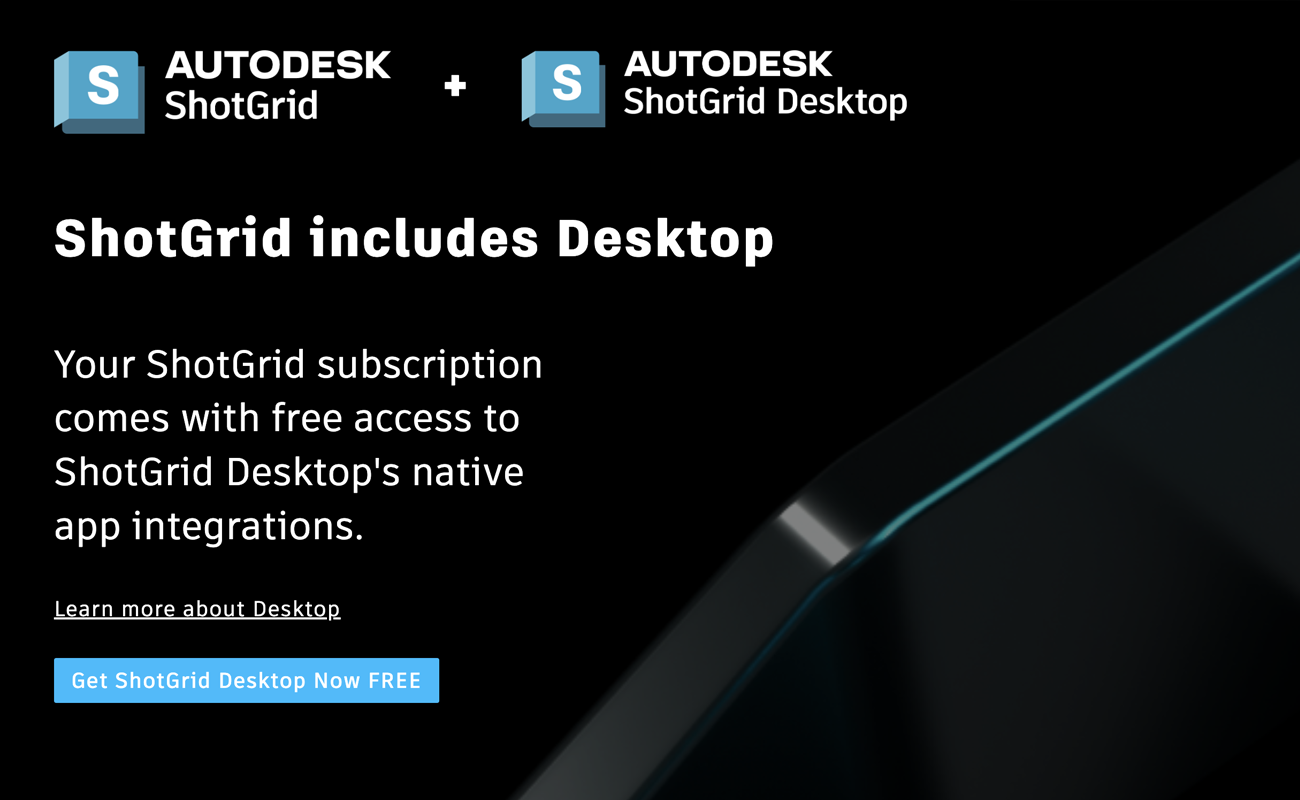 S AUTODESK ShotGrid + S AUTODESK ShotGrid Desktop
ShotGrid includes Desktop
Your ShotGrid subscription
comes with free access to
ShotGrid Desktop's native
app integrations.
Learn more about Desktop
Get ShotGrid Desktop Now FREE